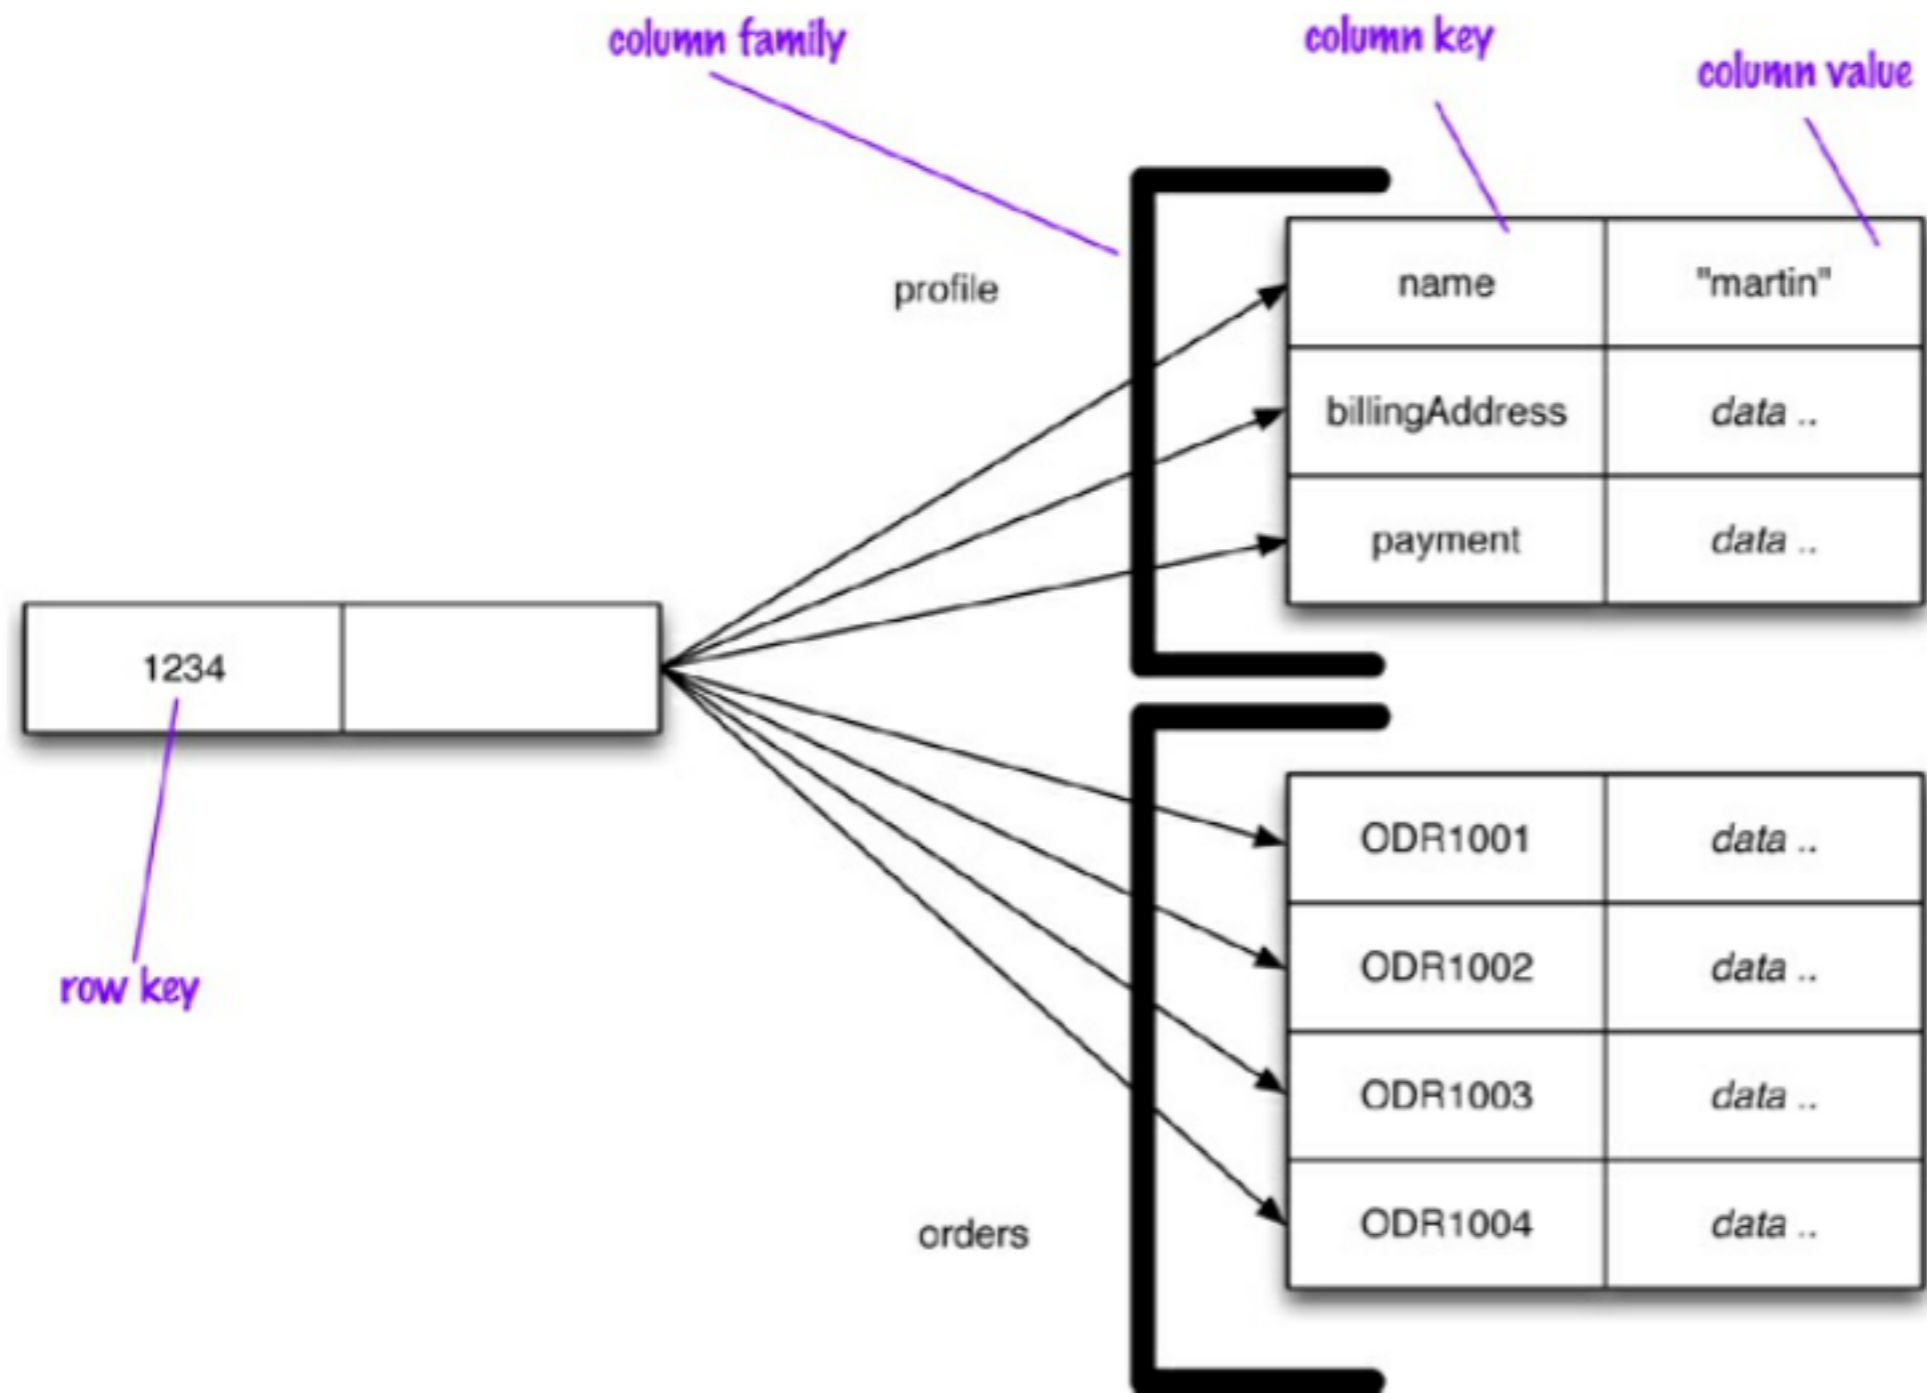 column family
column key
column value
profile
name
"martin"
billingAddress
data ..
payment
data ..
1234
row key
orders
ODR1001
data ..
ODR1002
data ..
ODR1003
data ..
ODR1004
data ..